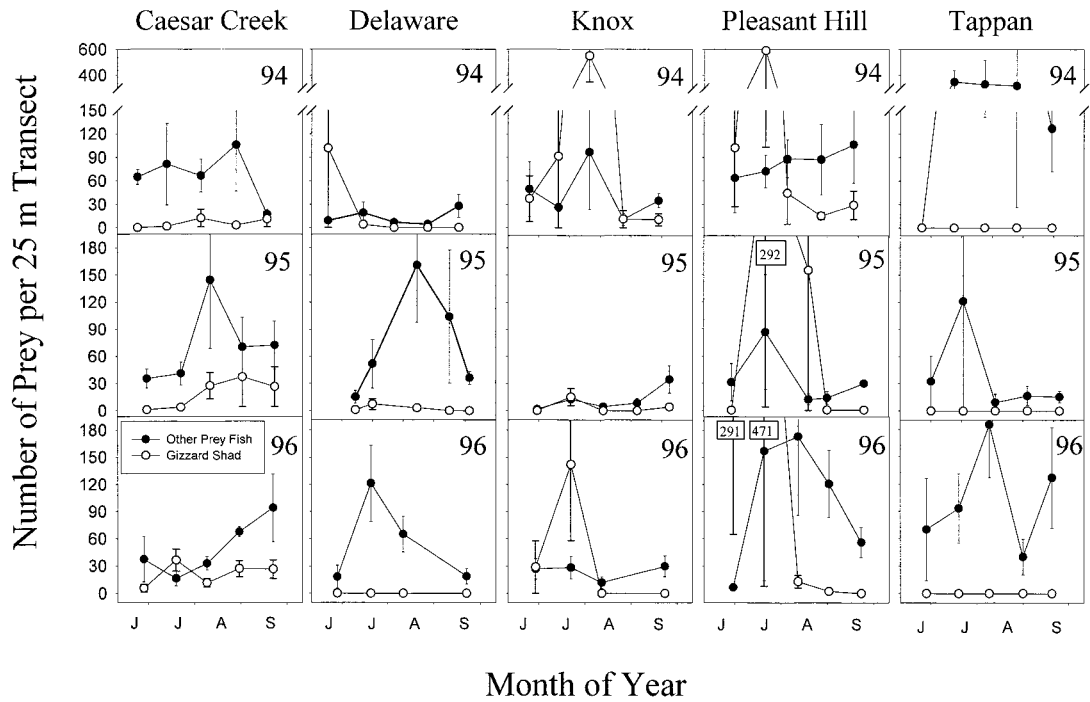 Caesar Creek Delaware Knox Pleasant Hill Tappan
Number of Prey per 25 m Transect
600
400
150
120
90
60
30
0
94 94 94 94 94
180
150
120
90
60
30
0
95 95 95 95 95
292
180
150
120
90
60
30
0
96 96 96 96 96
Other Prey Fish
Gizzard Shad
291 471
J J A S J J A S J J A S J J A S J J A S
Month of Year